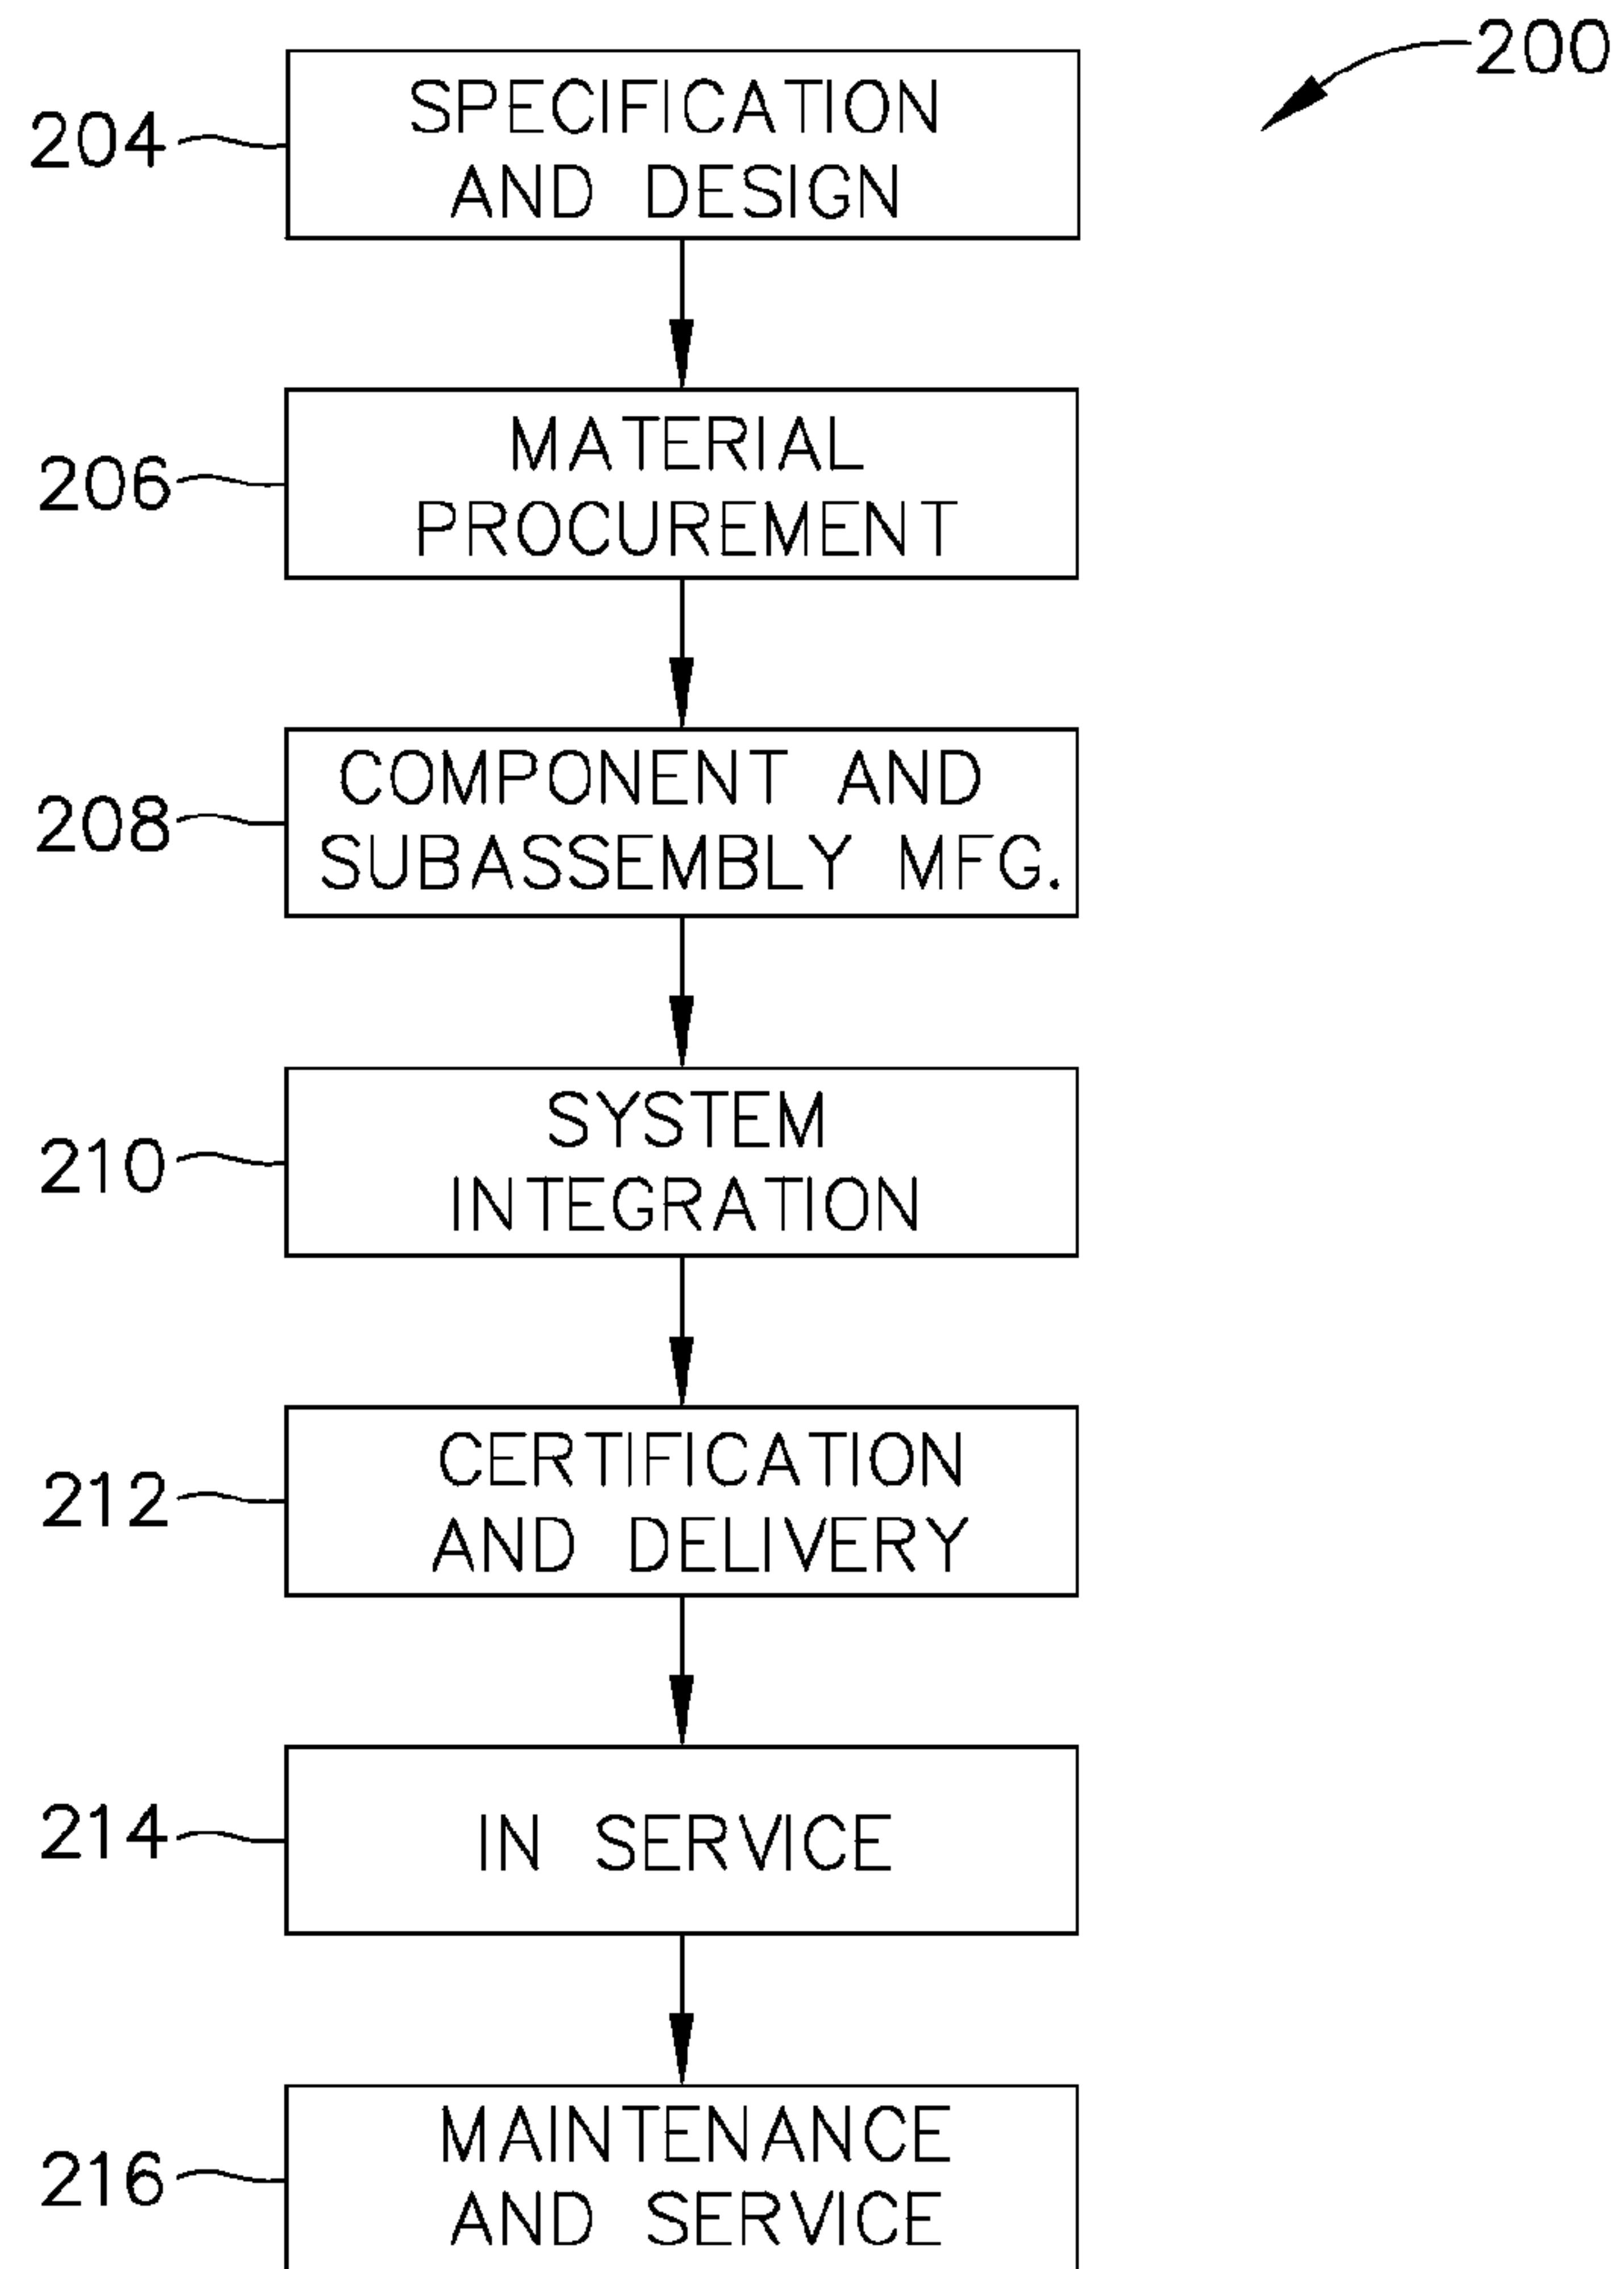 200
204
SPECIFICATION
AND DESIGN
206
MATERIAL
PROCUREMENT
208
COMPONENT AND
SUBASSEMBLY MFG.
210
SYSTEM
INTEGRATION
212
CERTIFICATION
AND DELIVERY
214
IN SERVICE
216
MAINTENANCE
AND SERVICE